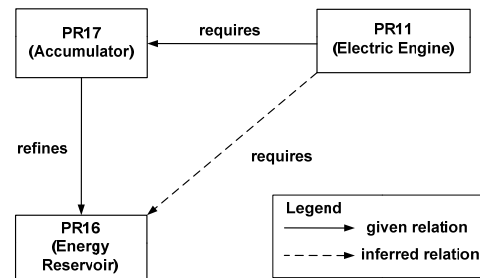 PR17
(Accumulator)
requires
PR11
(Electric Engine)
refines
requires
PR16
(Energy
Reservoir)
Legend
given relation
inferred relation